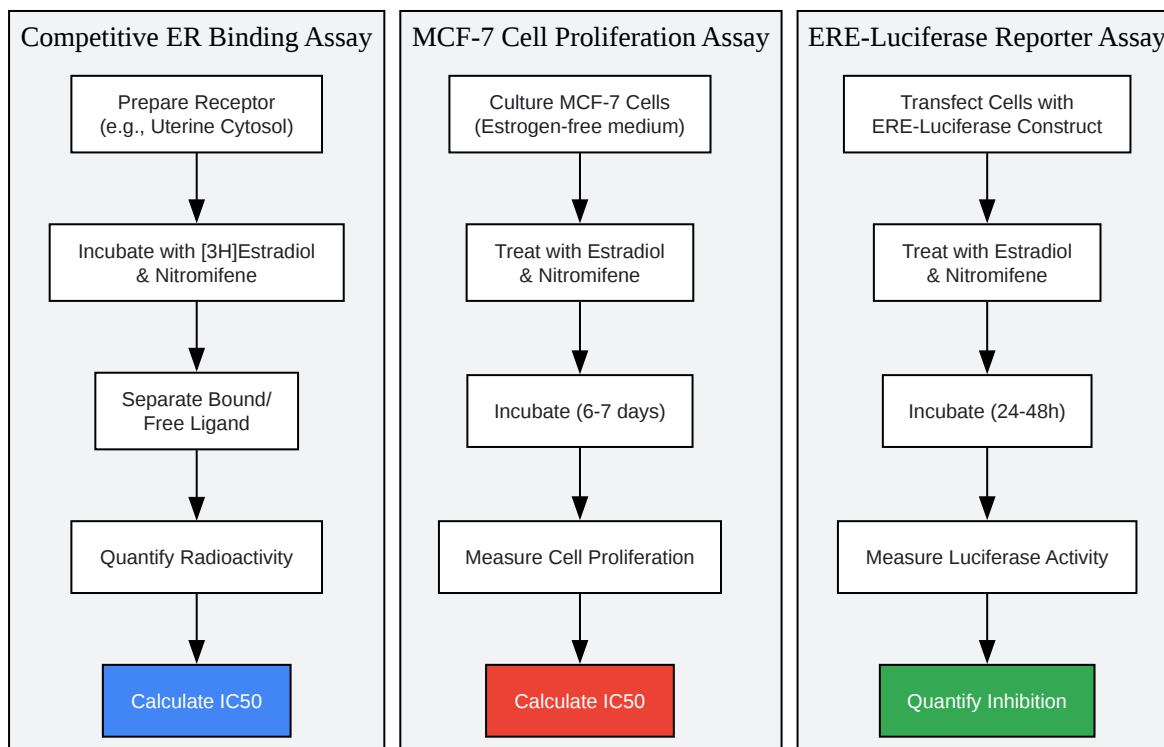 Competitive ER Binding Assay
Prepare Receptor
(e.g., Uterine Cytosol)
Incubate with [3H]Estradiol
& Nitromifene
Separate Bound/
Free Ligand
Quantify Radioactivity
Calculate IC50
MCF-7 Cell Proliferation Assay
Culture MCF-7 Cells
(Estrogen-free medium)
Treat with Estradiol
& Nitromifene
Incubate (6-7 days)
Measure Cell Proliferation
Calculate IC50
ERE-Luciferase Reporter Assay
Transfect Cells with
ERE-Luciferase Construct
Treat with Estradiol
& Nitromifene
Incubate (24-48h)
Measure Luciferase Activity
Quantify Inhibition